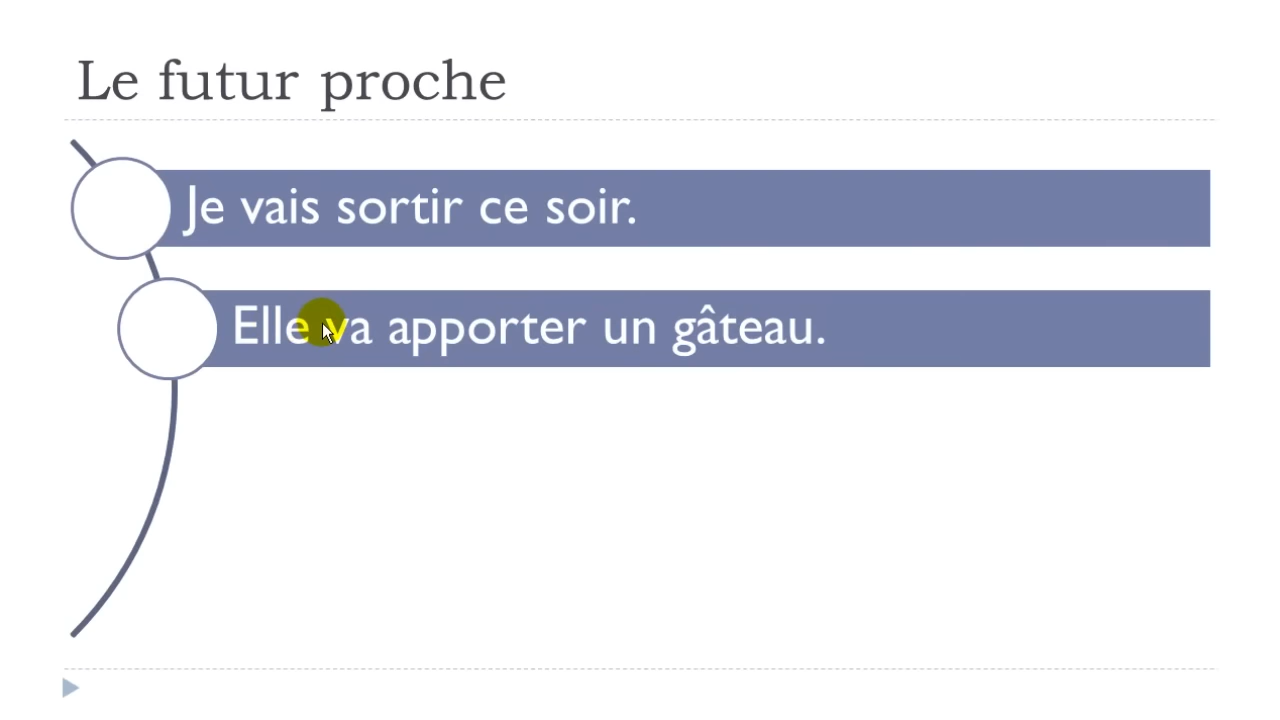 Le futur proche
Je vais sortir ce soir.
Elle va apporter un gâteau.